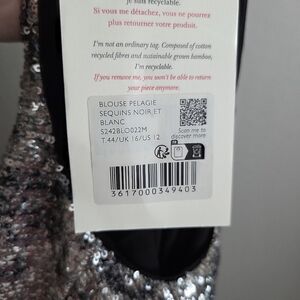 je suis recyclable.
Si vous me détachez, vous ne pourrez
plus retournez votre produit.
I'm not an ordinary tag. Composed of cotton
recycled fibres and sustainable grown bamboo,
I'm recyclable.
If you remove me, you won't be able to return
your piece anymore.
BLOUSE PELAGIE
SEQUINS NOIR ET
BLANC
S242BLO022M
T:44/UK 16/US 12
Scan me to
discover more
3617000349403